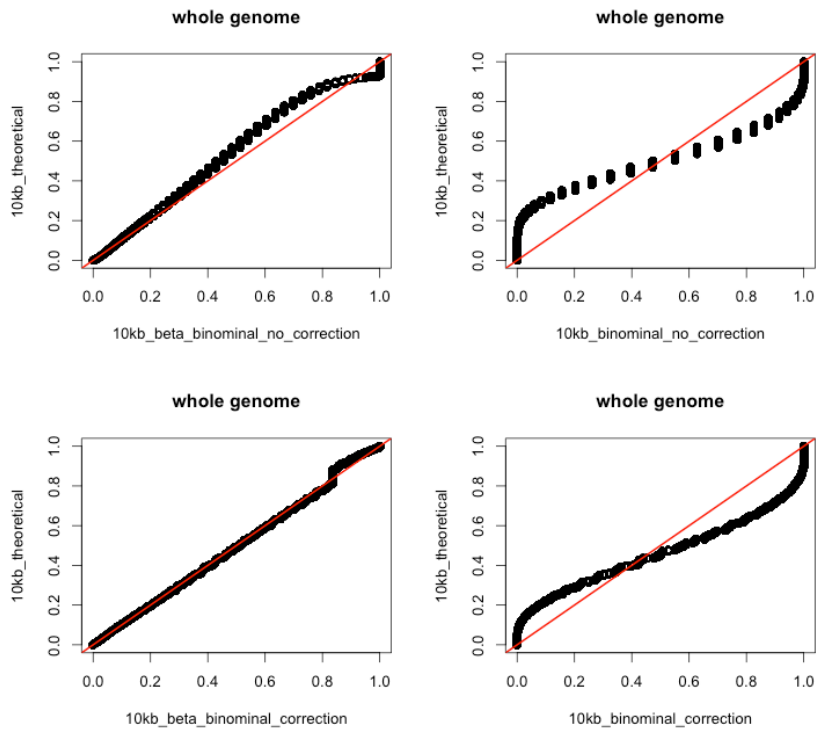 whole genome
10kb_theoretical
0.0 0.2 0.4 0.6 0.8 1.0
0.0 0.2 0.4 0.6 0.8 1.0
10kb_beta_binominal_no_correction
whole genome
10kb_theoretical
0.0 0.2 0.4 0.6 0.8 1.0
0.0 0.2 0.4 0.6 0.8 1.0
10kb_binominal_no_correction
whole genome
10kb_theoretical
0.0 0.2 0.4 0.6 0.8 1.0
0.0 0.2 0.4 0.6 0.8 1.0
10kb_beta_binominal_correction
whole genome
10kb_theoretical
0.0 0.2 0.4 0.6 0.8 1.0
0.0 0.2 0.4 0.6 0.8 1.0
10kb_binominal_correction